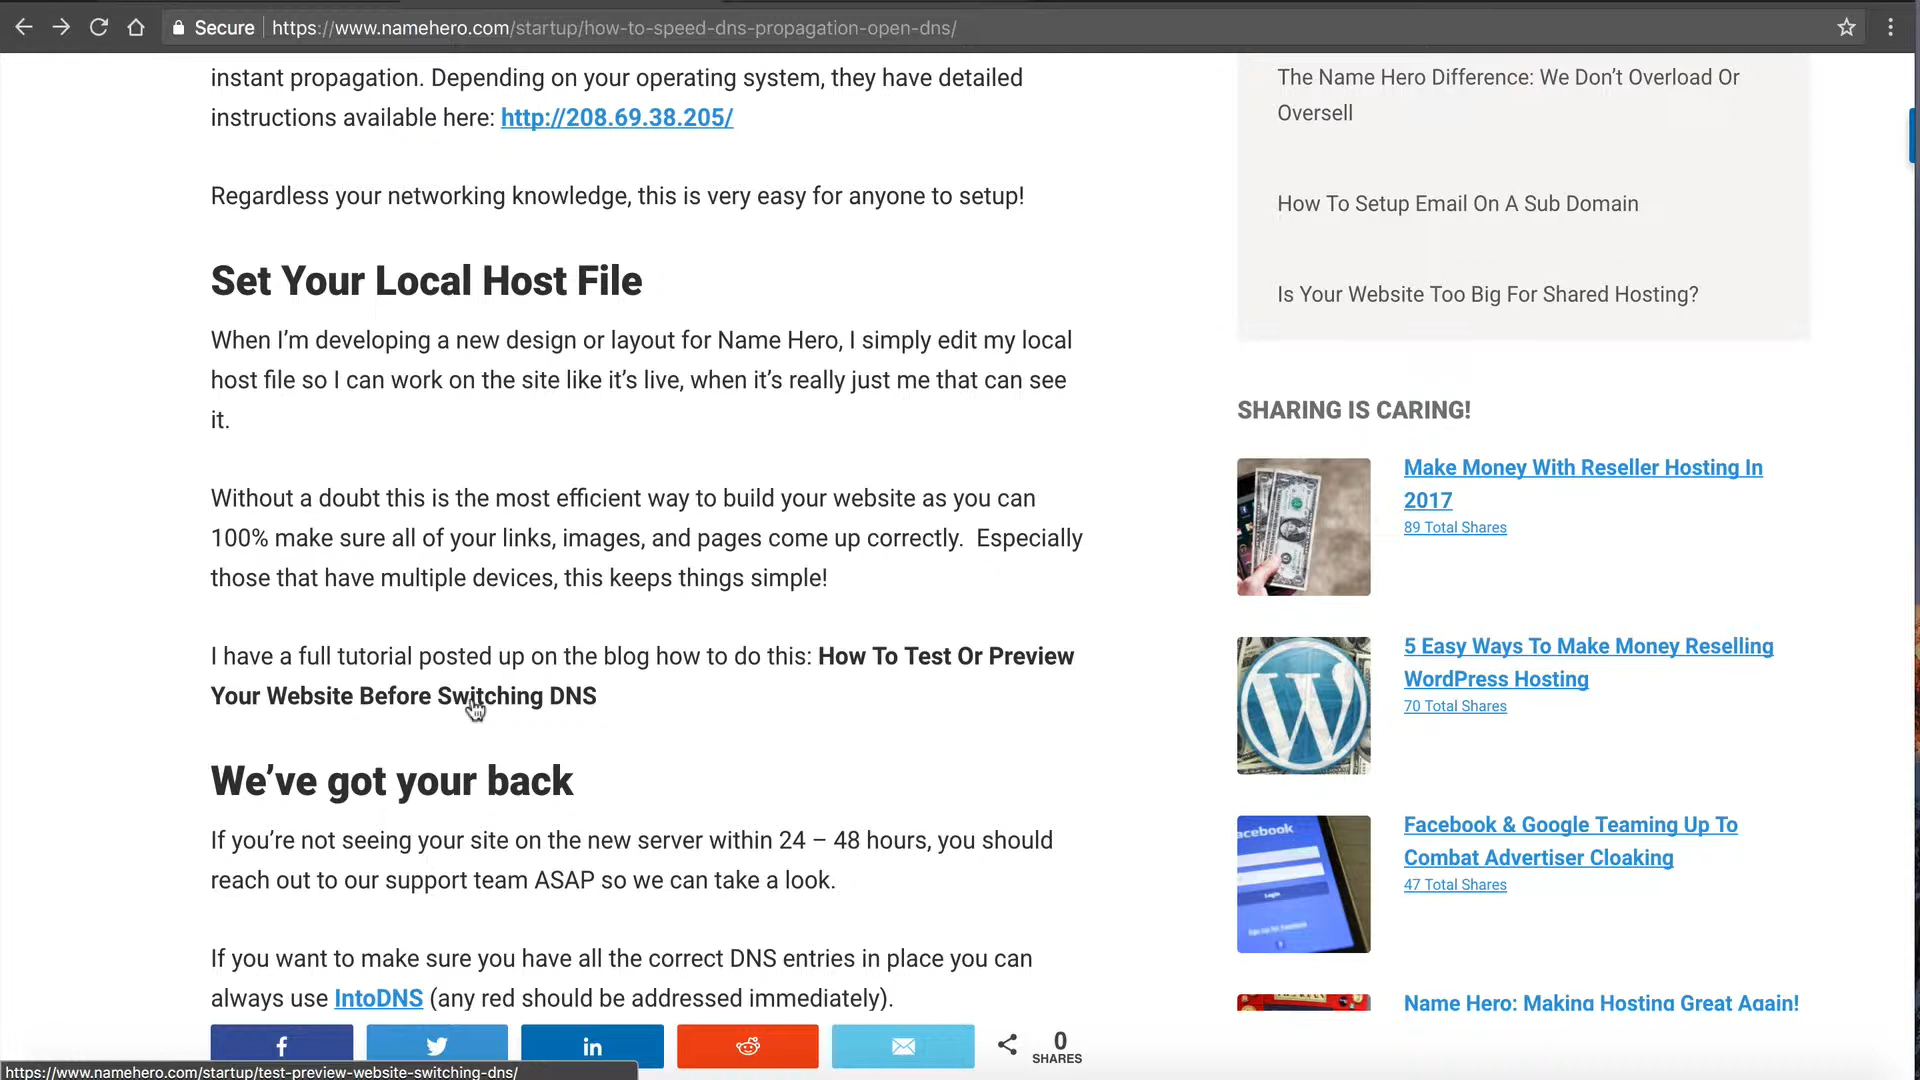 Secure https://www.namehero.com/startup/how-to-speed-dns-propagation-open-dns/
instant propagation. Depending on your operating system, they have detailed
instructions available here: http://208.69.38.205/
Regardless your networking knowledge, this is very easy for anyone to setup!
Set Your Local Host File
When I’m developing a new design or layout for Name Hero, I simply edit my local
host file so I can work on the site like it’s live, when it’s really just me that can see
it.
Without a doubt this is the most efficient way to build your website as you can
100% make sure all of your links, images, and pages come up correctly.  Especially
those that have multiple devices, this keeps things simple!
I have a full tutorial posted up on the blog how to do this: How To Test Or Preview
Your Website Before Switching DNS
We’ve got your back
If you’re not seeing your site on the new server within 24 – 48 hours, you should
reach out to our support team ASAP so we can take a look.
If you want to make sure you have all the correct DNS entries in place you can
always use IntoDNS (any red should be addressed immediately).
0
SHARES
https://www.namehero.com/startup/test-preview-website-switching-dns/
The Name Hero Difference: We Don’t Overload Or
Oversell
How To Setup Email On A Sub Domain
Is Your Website Too Big For Shared Hosting?
SHARING IS CARING!
Make Money With Reseller Hosting In
2017
89 Total Shares
5 Easy Ways To Make Money Reselling
WordPress Hosting
70 Total Shares
facebook
Login
Facebook & Google Teaming Up To
Combat Advertiser Cloaking
47 Total Shares
Name Hero: Making Hosting Great Again!